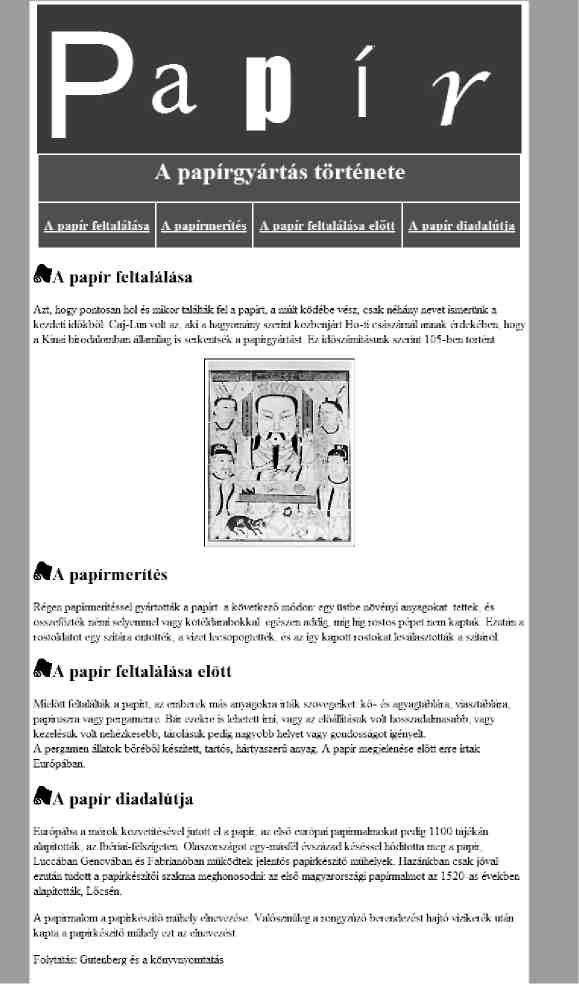 Papír
A papírgyártás története
A papír feltalálása A papírmerítés A papír feltalálása előtt A papír diadalútja
A papír feltalálása
Azt, hogy pontosan hol és mikor találták fel a papírt, a múlt ködébe vész, csak néhány nevet ismerünk a
kezdeti időkből. Caj-Lun volt az, aki a hagyomány szerint közbenjárt Ho-ti császárnál annak érdekében, hogy
a Kínai birodalomban államilag is serkentsék a papírgyártást. Ez időszámításunk szerint 105-ben történt.
A papírmerítés
Régen papírmerítéssel gyártották a papírt a következő módon: egy üstbe növényi anyagokat tettek, és
összefőzték némi selyemmel vagy kötéldarabokkal egészen addig, míg híg rostos pépet nem kaptak. Ezután a
rostoldatot egy szitára öntötték, a vizet lecsöpögtették, és az így kapott rostokat leválasztották a szitáról.
A papír feltalálása előtt
Mielőtt feltalálták a papírt, az emberek más anyagokra írták szövegeiket: kő- és agyagtáblára, viasztáblára,
papiruszra vagy pergamenre. Bár ezekre is lehetett írni, vagy az előállításuk volt hosszadalmasabb, vagy
kezelésük volt nehézkesebb, tárolásuk pedig nagyobb helyet vagy gondosságot igényelt.
A pergamen állatok bőréből készített, tartós, hártyaszerű anyag. A papír megjelenése előtt erre írtak
Európában.
A papír diadalútja
Európába a mórok közvetítésével jutott el a papír, az első európai papírmalmokat pedig 1100 táján
alapították, az Ibériai-félszigeten. Olaszországot egy-másfél évszázad késéssel hódította meg a papír,
Luccában Genovában és Fabrianóban működtek jelentős papírkészítő műhelyek. Hazánkban csak jóval
ezután tudott a papírkészítői szakma meghonosodni: az első magyarországi papírmalmot az 1520-as években
alapították, Lőcsén.
A papírmalom a papírkészítő műhely elnevezése. Valószínűleg a rongyzúzó berendezést hajtó vízikerék után
kapta a papírkészítő műhely ezt az elnevezést.
Folytatás: Gutenberg és a könyvnyomtatás